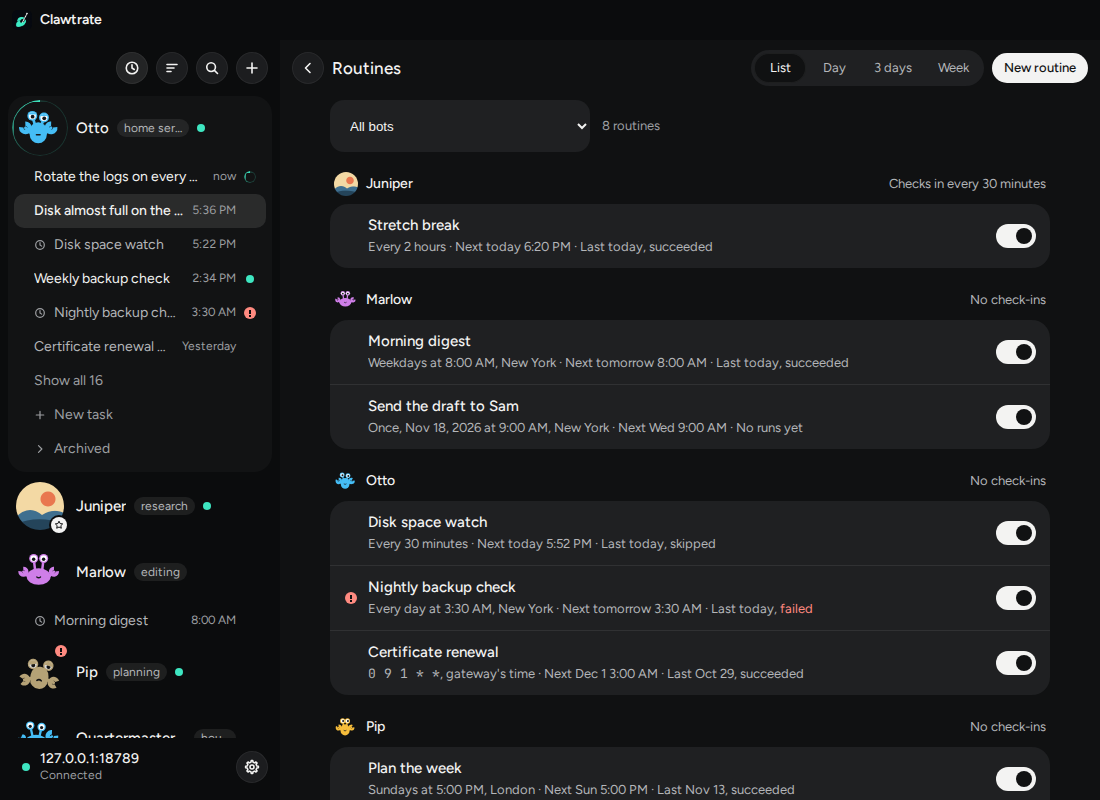 Clawtrate
Routines
List
Day
3 days
Week
New routine
Otto
home ser...
Rotate the logs on every ...
now
Disk almost full on the ...
5:36 PM
Disk space watch
5:22 PM
Weekly backup check
2:34 PM
Nightly backup ch...
3:30 AM
Certificate renewal ...
Yesterday
Show all 16
New task
Archived
Juniper
research
Marlow
editing
Morning digest
8:00 AM
Pip
planning
Quartermaster
127.0.0.1:18789
Connected
All bots
8 routines
Juniper
Checks in every 30 minutes
Stretch break
Every 2 hours · Next today 6:20 PM · Last today, succeeded
Marlow
No check-ins
Morning digest
Weekdays at 8:00 AM, New York · Next tomorrow 8:00 AM · Last today, succeeded
Send the draft to Sam
Once, Nov 18, 2026 at 9:00 AM, New York · Next Wed 9:00 AM · No runs yet
Otto
No check-ins
Disk space watch
Every 30 minutes · Next today 5:52 PM · Last today, skipped
Nightly backup check
Every day at 3:30 AM, New York · Next tomorrow 3:30 AM · Last today, failed
Certificate renewal
0 9 1 * *, gateway's time · Next Dec 1 3:00 AM · Last Oct 29, succeeded
Pip
No check-ins
Plan the week
Sundays at 5:00 PM, London · Next Sun 5:00 PM · Last Nov 13, succeeded